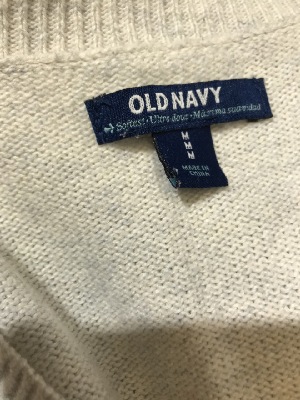 OLD NAVY
Softest · Ultra doux · Máxima suavidad
M
M
M
MADE IN
CHINA